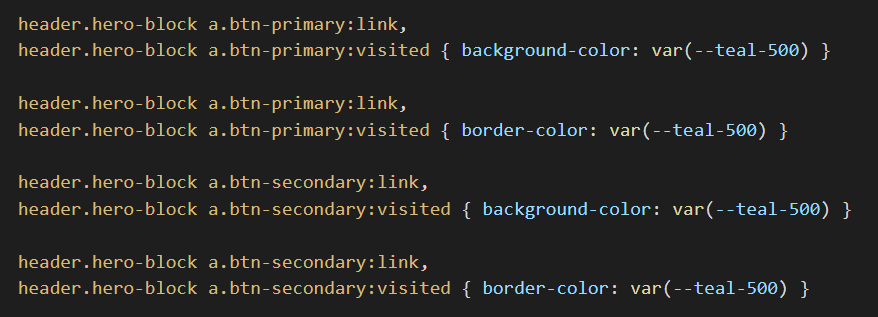 header.hero-block a.btn-primary:link,
header.hero-block a.btn-primary:visited { background-color: var(--teal-500) }
header.hero-block a.btn-primary:link,
header.hero-block a.btn-primary:visited { border-color: var(--teal-500) }
header.hero-block a.btn-secondary:link,
header.hero-block a.btn-secondary:visited { background-color: var(--teal-500) }
header.hero-block a.btn-secondary:link,
header.hero-block a.btn-secondary:visited { border-color: var(--teal-500) }